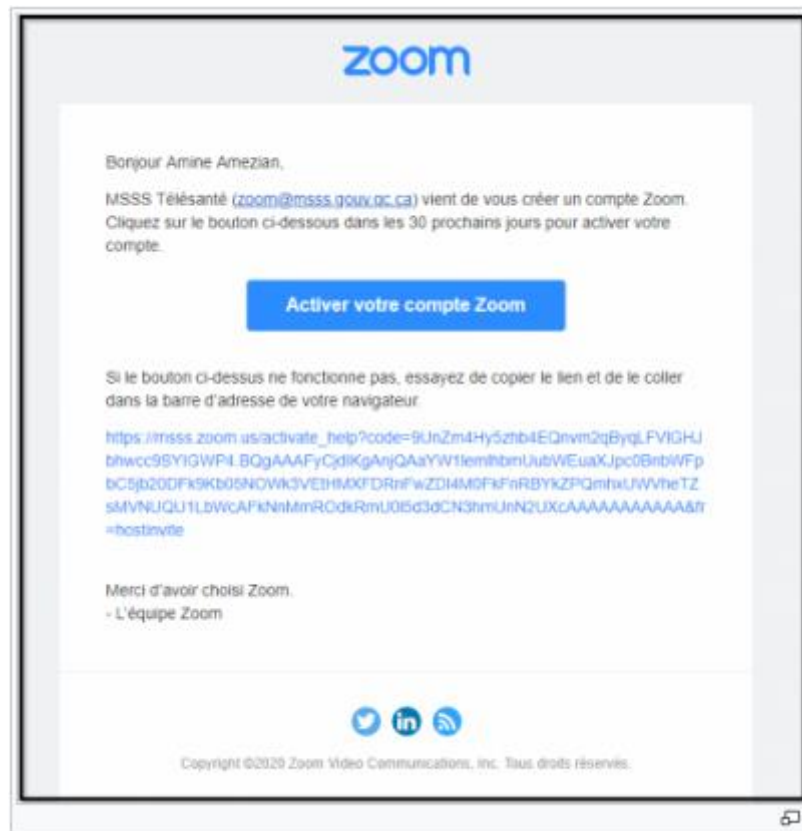 zoom
Bonjour Amine Amezian,
MSSS Télésanté (zoom@msss.gouv.qc.ca) vient de vous créer un compte Zoom.
Cliquez sur le bouton ci-dessous dans les 30 prochains jours pour activer votre
compte.
Activer votre compte Zoom
Si le bouton ci-dessus ne fonctionne pas, essayez de copier le lien et de le coller
dans la barre d'adresse de votre navigateur.
https://msss.zoom.us/activate_help?
=hostinvite
Merci d'avoir choisi Zoom.
- L'équipe Zoom
in
Copyright ©2020 Zoom Video Communications, Inc. Tous droits réservés.